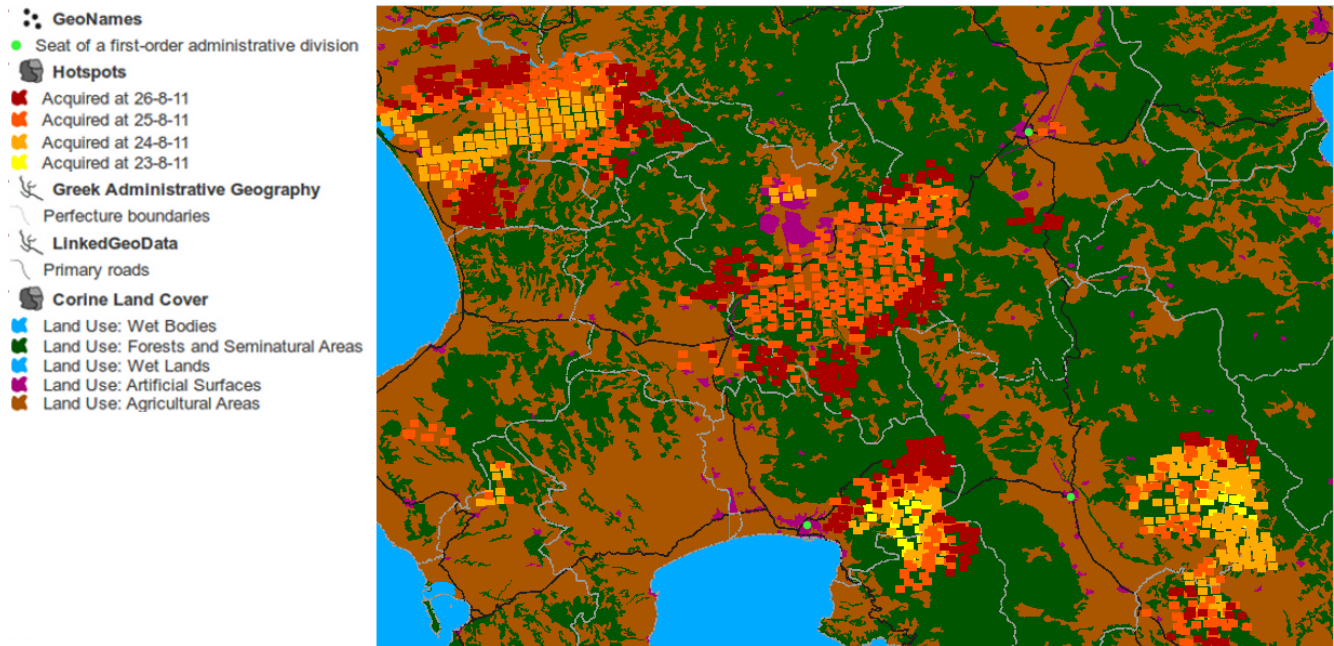 GeoNames
Seat of a first-order administrative division
Hotspots
Acquired at 26-8-11
Acquired at 25-8-11
Acquired at 24-8-11
Acquired at 23-8-11
Greek Administrative Geography
Perfecture boundaries
LinkedGeoData
Primary roads
Corine Land Cover
Land Use: Wet Bodies
Land Use: Forests and Seminatural Areas
Land Use: Wet Lands
Land Use: Artificial Surfaces
Land Use: Agricultural Areas